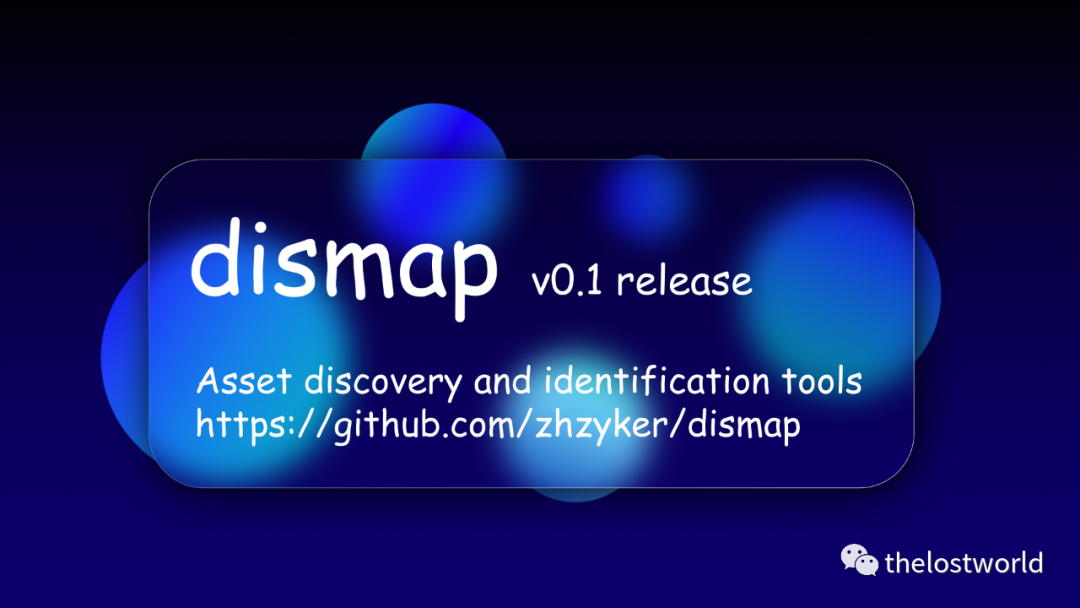 dismap v0.1 release
Asset discovery and identification tools
https://github.com/zhzyker/dismap
thelostworld